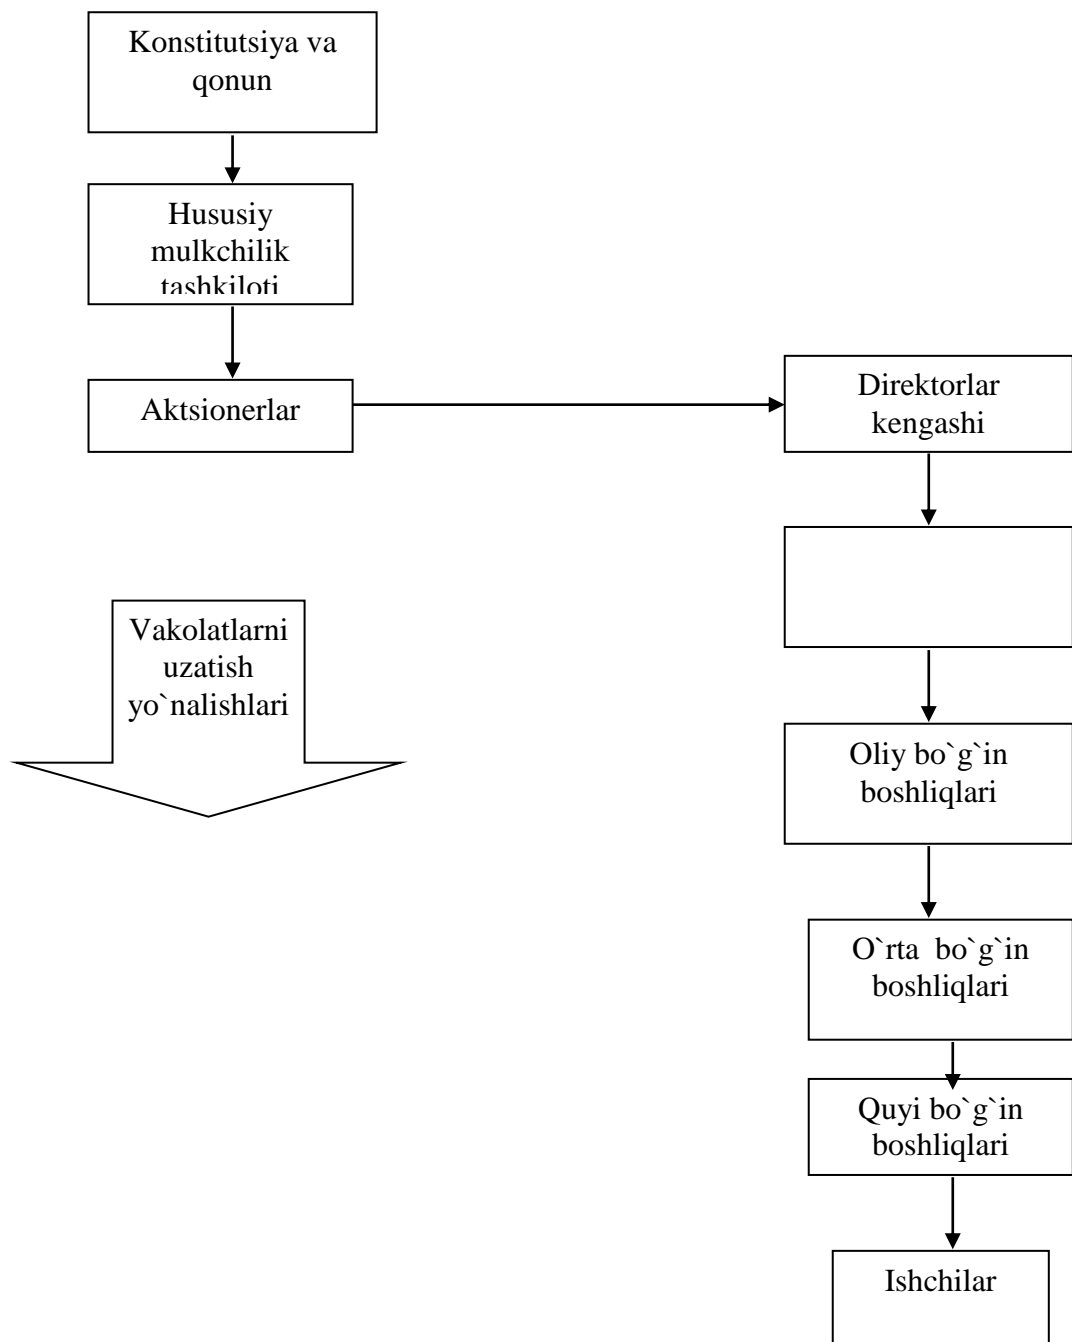 Konstitutsiya va
qonun
Hususiy
mulkchilik
tashkiloti
Aktsionerlar
Direktorlar
kengashi
Vakolatlarni
uzatish
yo`nalishlari
Oliy bo`g`in
boshliqlari
O`rta bo`g`in
boshliqlari
Quyi bo`g`in
boshliqlari
Ishchilar